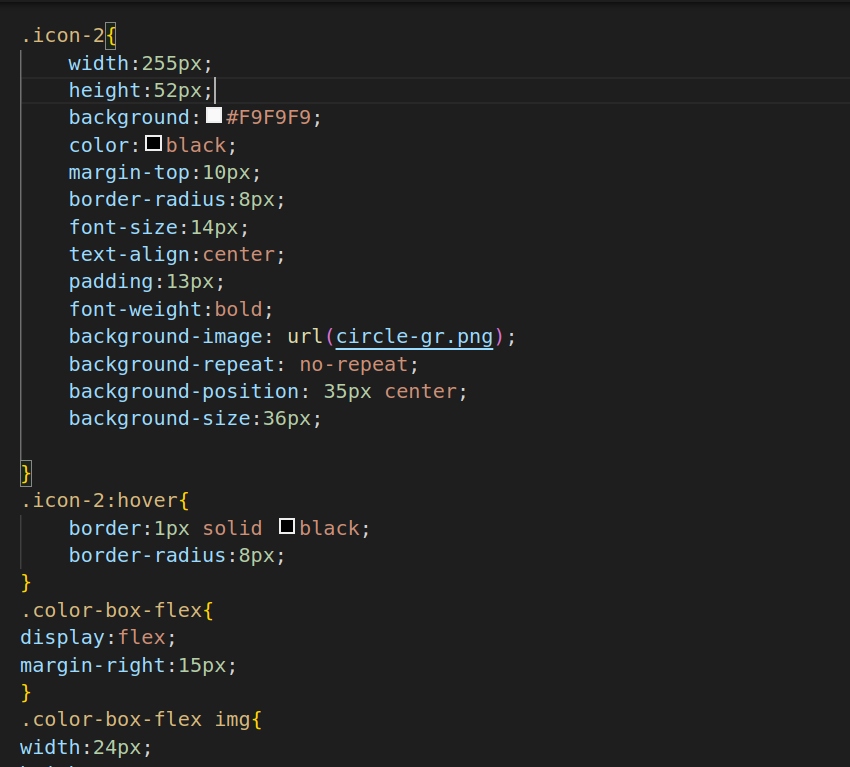 .icon-2{
    width:255px;
    height:52px;
    background:#F9F9F9;
    color:black;
    margin-top:10px;
    border-radius:8px;
    font-size:14px;
    text-align:center;
    padding:13px;
    font-weight:bold;
    background-image: url(circle-gr.png);
    background-repeat: no-repeat;
    background-position: 35px center;
    background-size:36px;
}
.icon-2:hover{
    border:1px solid black;
    border-radius:8px;
}
.color-box-flex{
display:flex;
margin-right:15px;
}
.color-box-flex img{
width:24px;